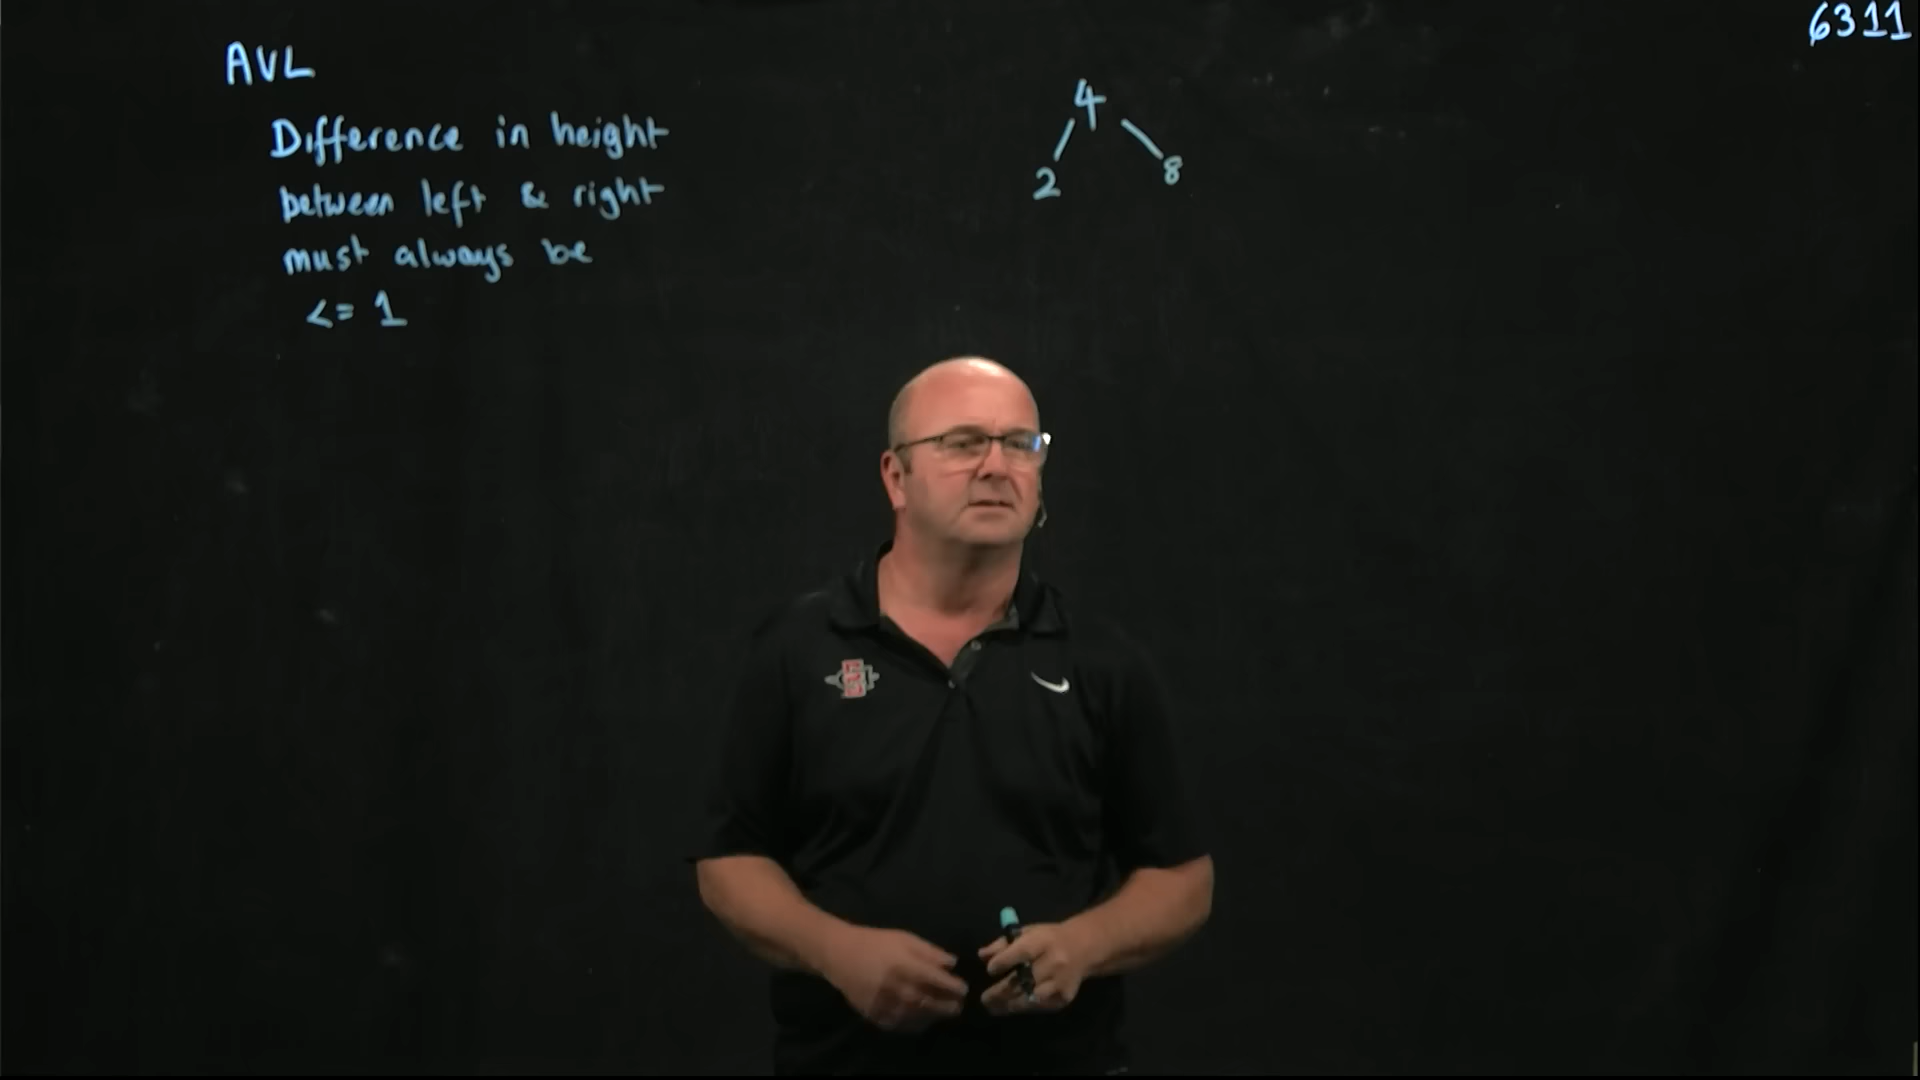 6311
AVL
Difference in height
between left & right
must always be
<= 1
4
2 8